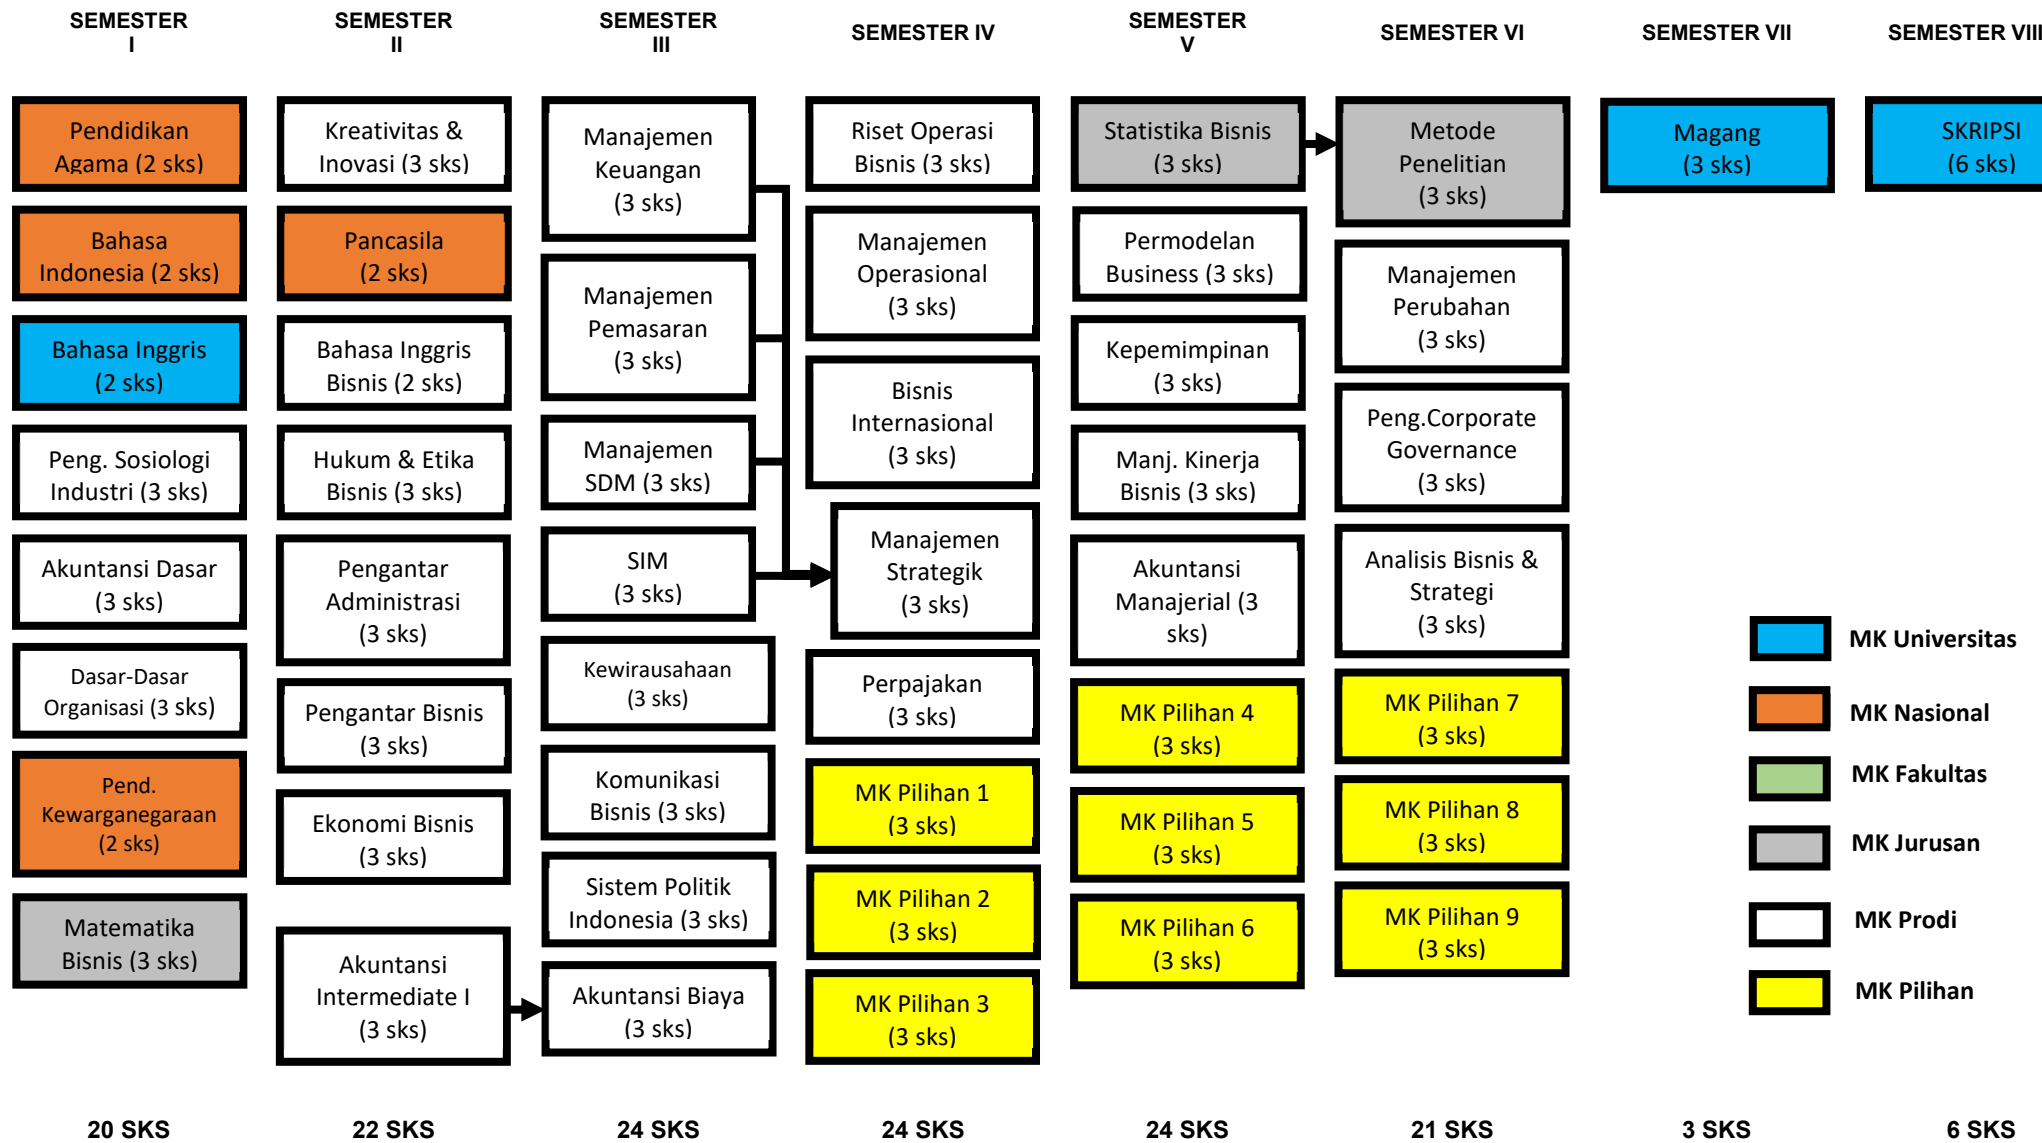 SEMESTER
I
SEMESTER
II
SEMESTER
III
SEMESTER IV
SEMESTER
V
SEMESTER VI
SEMESTER VII
SEMESTER VIII
Pendidikan
Agama (2 sks)
Bahasa
Indonesia (2 sks)
Bahasa Inggris
(2 sks)
Peng. Sosiologi
Industri (3 sks)
Akuntansi Dasar
(3 sks)
Dasar-Dasar
Organisasi (3 sks)
Pend.
Kewarganegaraan
(2 sks)
Matematika
Bisnis (3 sks)
Kreativitas &
Inovasi (3 sks)
Pancasila
(2 sks)
Bahasa Inggris
Bisnis (2 sks)
Hukum & Etika
Bisnis (3 sks)
Pengantar
Administrasi
(3 sks)
Pengantar Bisnis
(3 sks)
Ekonomi Bisnis
(3 sks)
Akuntansi
Intermediate I
(3 sks)
Manajemen
Keuangan
(3 sks)
Manajemen
Pemasaran
(3 sks)
Manajemen
SDM (3 sks)
SIM
(3 sks)
Kewirausahaan
(3 sks)
Komunikasi
Bisnis (3 sks)
Sistem Politik
Indonesia (3 sks)
Akuntansi Biaya
(3 sks)
Riset Operasi
Bisnis (3 sks)
Manajemen
Operasional
(3 sks)
Bisnis
Internasional
(3 sks)
Manajemen
Strategik
(3 sks)
Perpajakan
(3 sks)
MK Pilihan 1
(3 sks)
MK Pilihan 2
(3 sks)
MK Pilihan 3
(3 sks)
Statistika Bisnis
(3 sks)
Permodelan
Business (3 sks)
Kepemimpinan
(3 sks)
Manj. Kinerja
Bisnis (3 sks)
Akuntansi
Manajerial (3
sks)
MK Pilihan 4
(3 sks)
MK Pilihan 5
(3 sks)
MK Pilihan 6
(3 sks)
Metode
Penelitian
(3 sks)
Manajemen
Perubahan
(3 sks)
Peng.Corporate
Governance
(3 sks)
Analisis Bisnis &
Strategi
(3 sks)
MK Pilihan 7
(3 sks)
MK Pilihan 8
(3 sks)
MK Pilihan 9
(3 sks)
Magang
(3 sks)
SKRIPSI
(6 sks)
MK Universitas
MK Nasional
MK Fakultas
MK Jurusan
MK Prodi
MK Pilihan
20 SKS
22 SKS
24 SKS
24 SKS
24 SKS
21 SKS
3 SKS
6 SKS